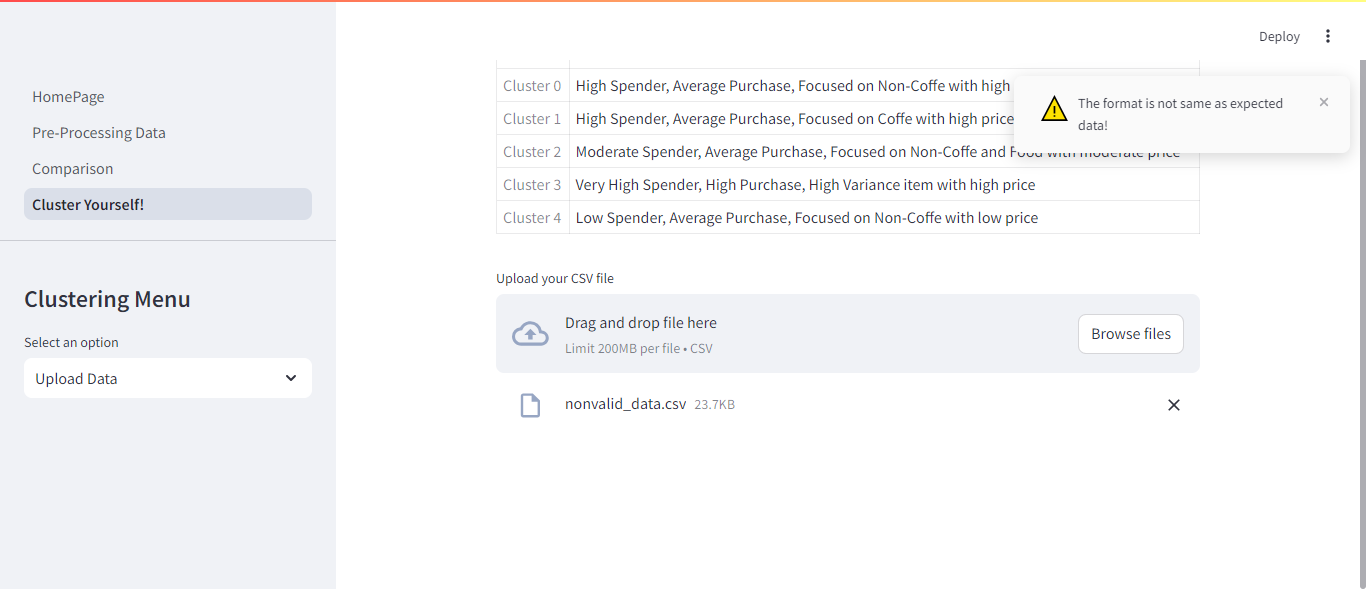 Deploy
HomePage
Pre-Processing Data
Comparison
Cluster Yourself!
Clustering Menu
Select an option
Upload Data
Cluster 0 High Spender, Average Purchase, Focused on Non-Coffe with high
Cluster 1 High Spender, Average Purchase, Focused on Coffe with high price
Cluster 2 Moderate Spender, Average Purchase, Focused on Non-Coffe and Food with moderate price
Cluster 3 Very High Spender, High Purchase, High Variance item with high price
Cluster 4 Low Spender, Average Purchase, Focused on Non-Coffe with low price
The format is not same as expected
data!
Upload your CSV file
Drag and drop file here
Limit 200MB per file • CSV
Browse files
nonvalid_data.csv 23.7KB